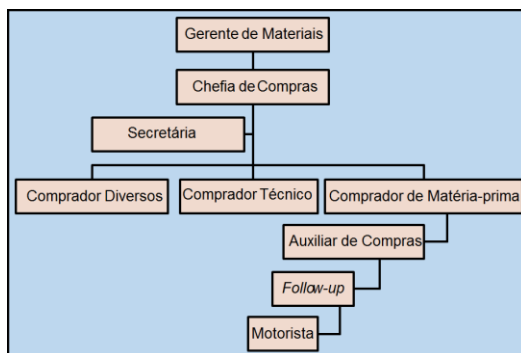 Gerente de Materiais
Chefia de Compras
Secretária
Comprador Diversos
Comprador Técnico
Comprador de Matéria-prima
Auxiliar de Compras
Follow-up
Motorista